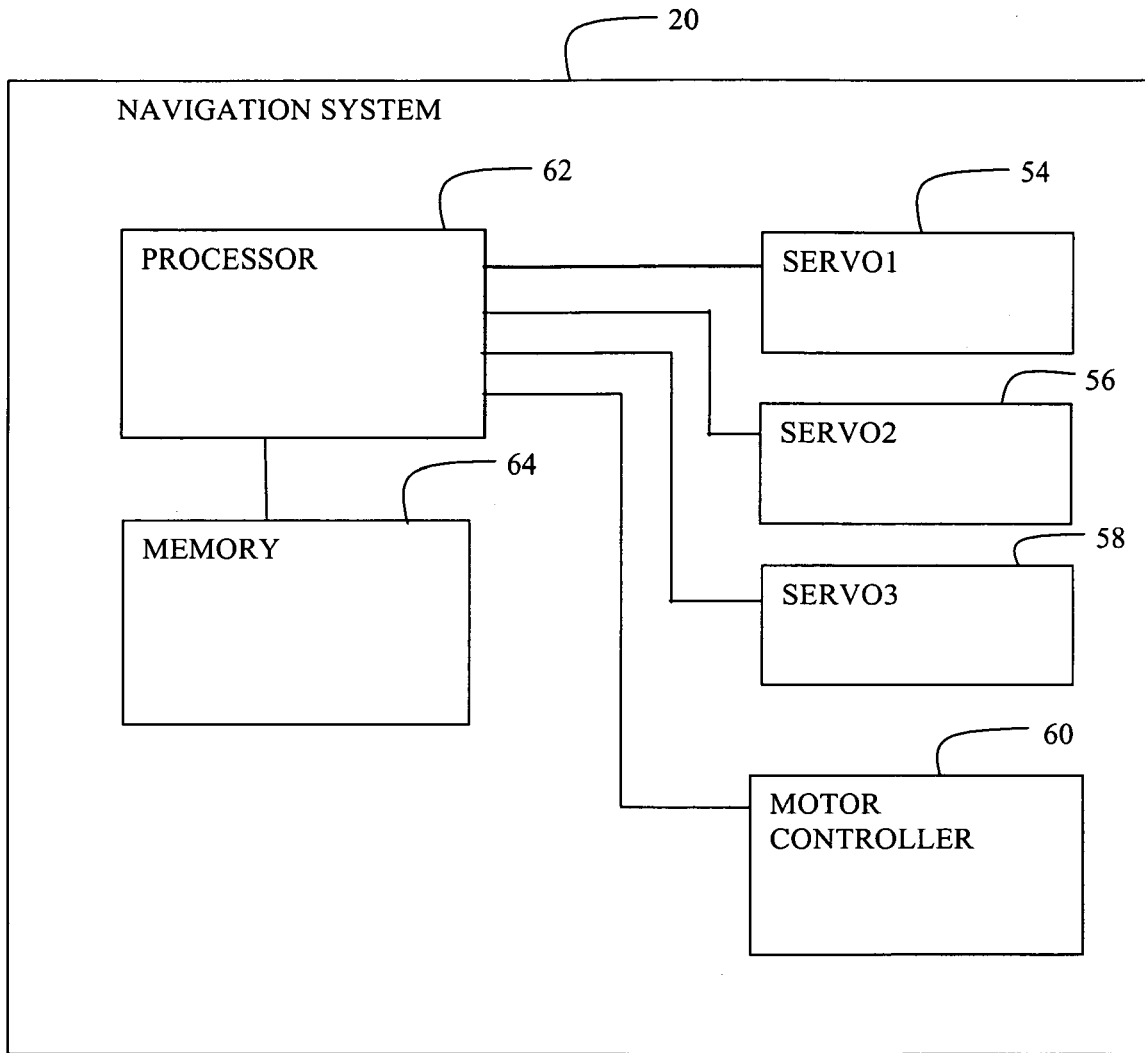 20
NAVIGATION SYSTEM
62
54
PROCESSOR
SERVO1
56
SERVO2
64
MEMORY
58
SERVO3
60
MOTOR
CONTROLLER